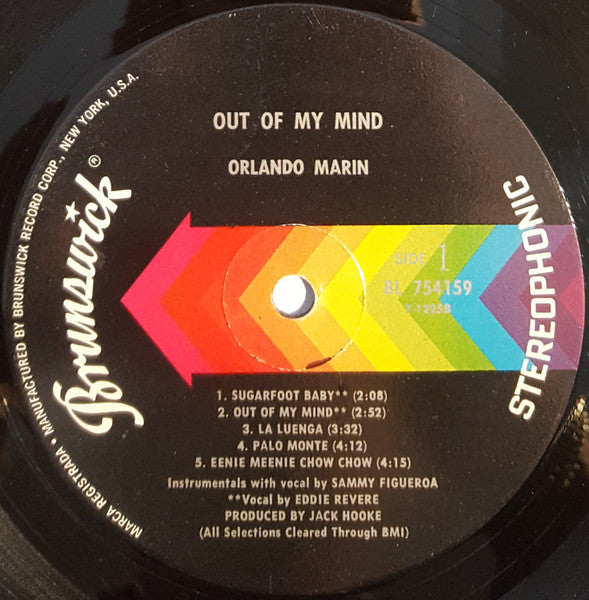 OUT OF MY MIND
ORLANDO MARIN
Brunswick®
STEREOPHONIC
SIDE 1
BL 754159
7-12258
1. SUGARFOOT BABY** (2:08)
2. OUT OF MY MIND** (2:52)
3. LA LUENGA (3:32)
4. PALO MONTE (4:12)
5. EENIE MEENIE CHOW CHOW (4:15)
Instrumentals with vocal by SAMMY FIGUEROA
**Vocal by EDDIE REVERE
PRODUCED BY JACK HOOKE
(All Selections Cleared Through BMI)
MARCA REGISTRADA • MANUFACTURED BY BRUNSWICK RECORD CORP., NEW YORK, U.S.A.